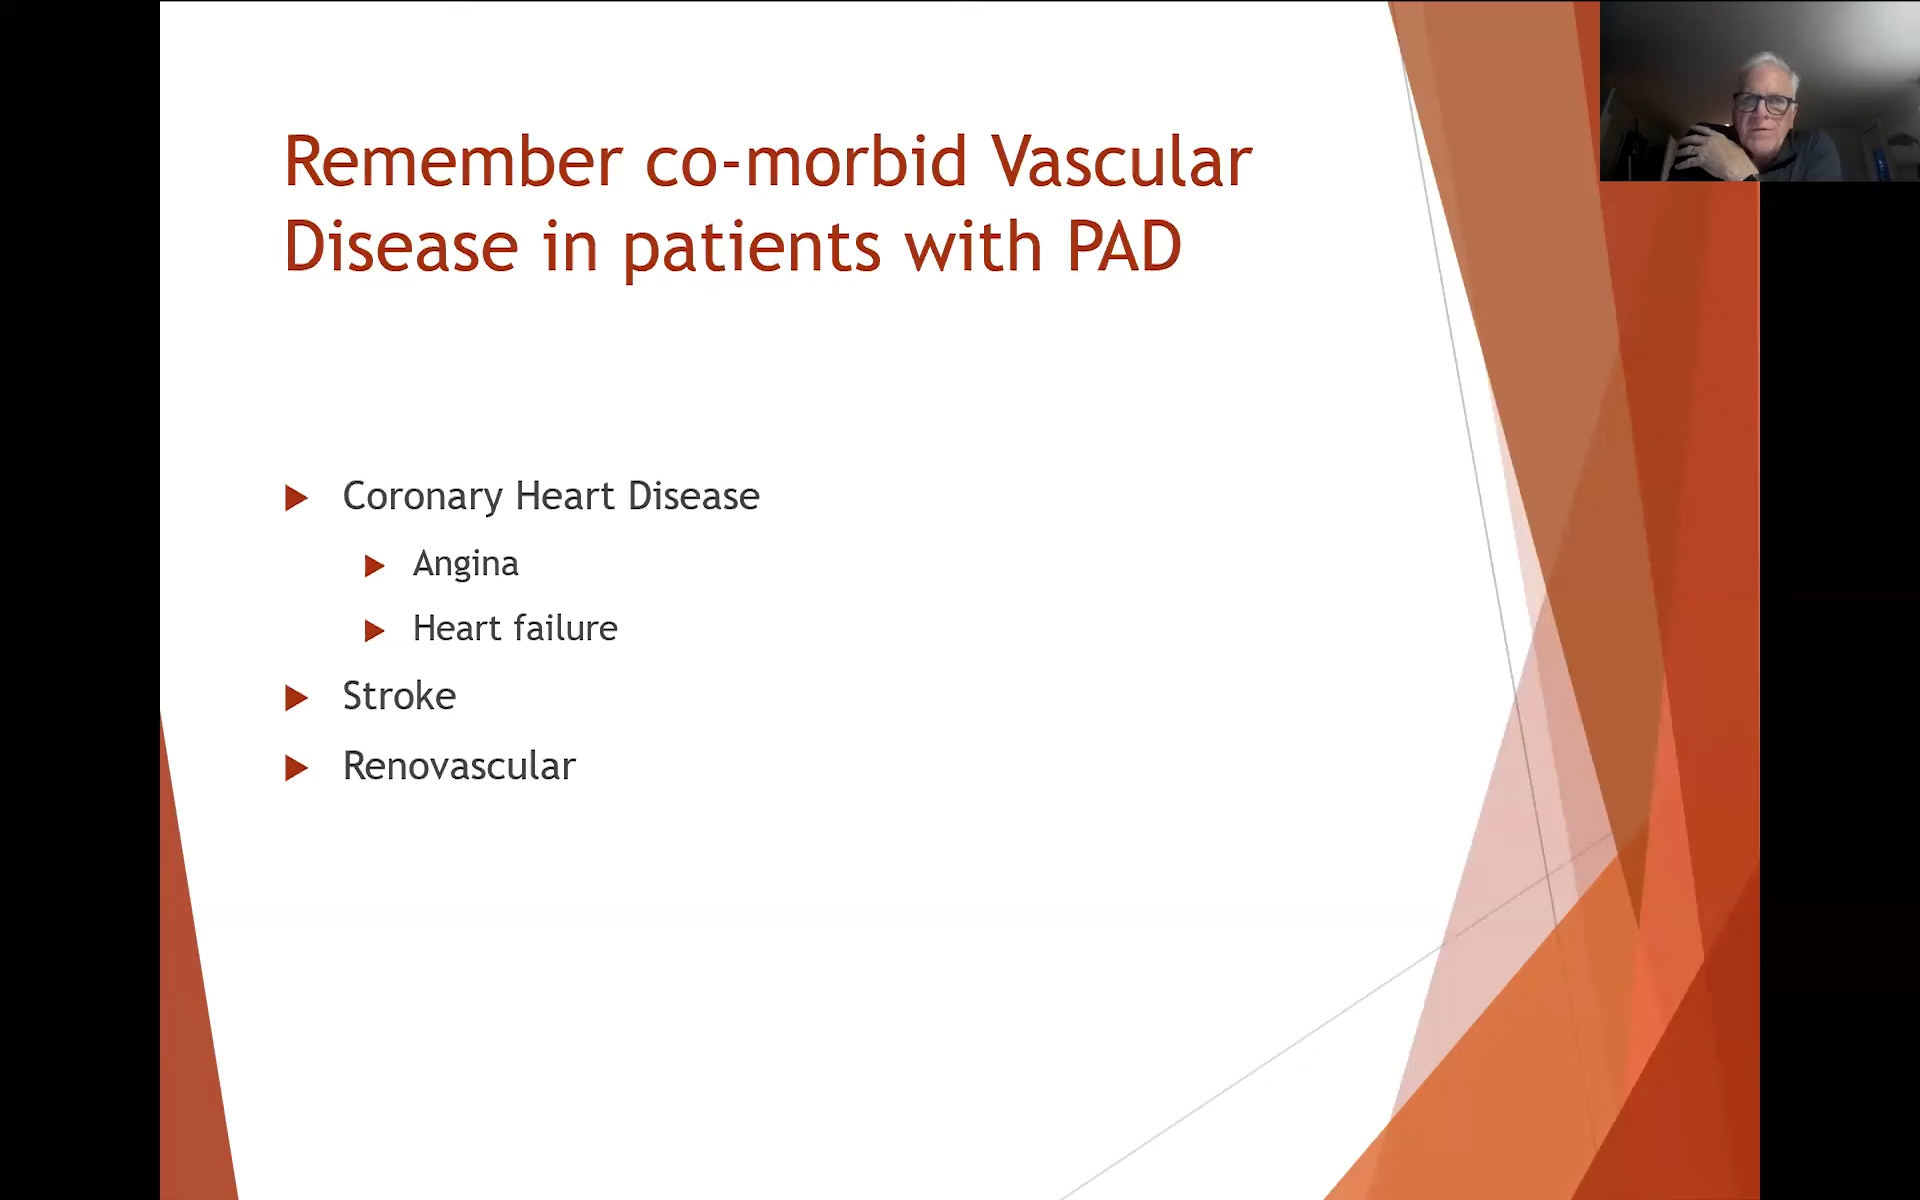 Remember co-morbid Vascular
Disease in patients with PAD
Coronary Heart Disease
Angina
Heart failure
Stroke
Renovascular